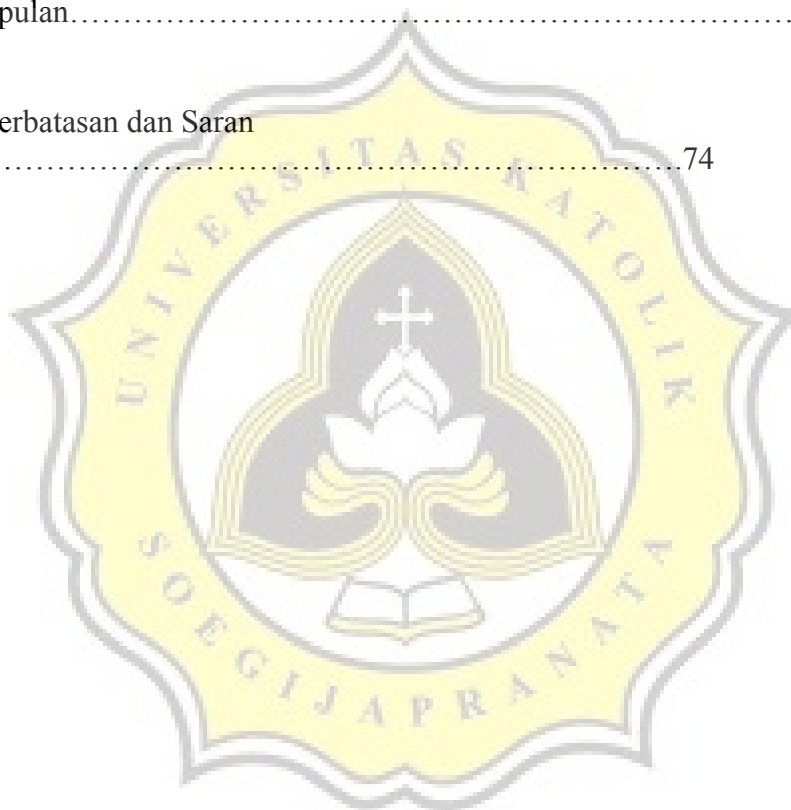 pulan……………………………………………………………
erbatasan dan Saran
………………………………………………………….74
UNIVERSITAS KATOLIK
SOEGIJAPRANATA